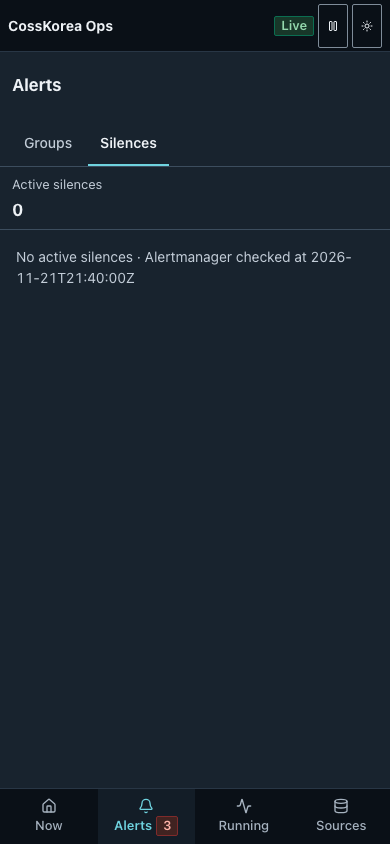 CossKorea Ops
Live
Alerts
Groups
Silences
Active silences
0
No active silences · Alertmanager checked at 2026-
11-21T21:40:00Z
Now
Alerts 3
Running
Sources